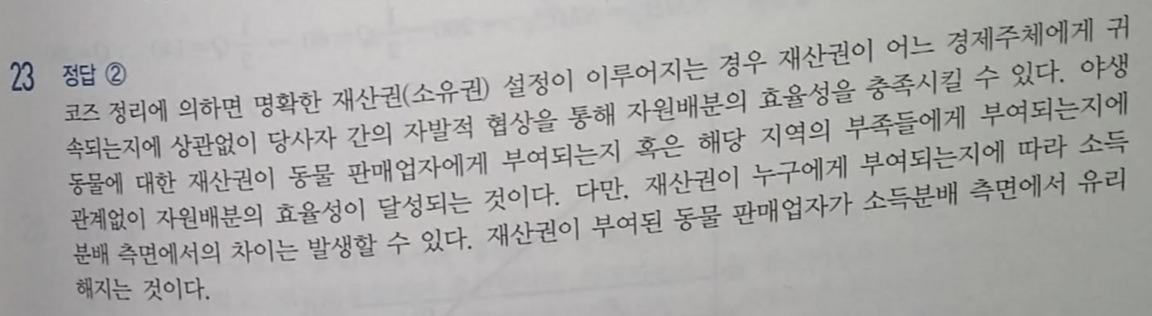 23 정답 ②
코즈 정리에 의하면 명확한 재산권(소유권) 설정이 이루어지는 경우 재산권이 어느 경제주체에게 귀
속되는지에 상관없이 당사자 간의 자발적 협상을 통해 자원배분의 효율성을 충족시킬 수 있다. 야생
동물에 대한 재산권이 동물 판매업자에게 부여되는지 혹은 해당 지역의 부족들에게 부여되는지에
관계없이 자원배분의 효율성이 달성되는 것이다. 다만, 재산권이 누구에게 부여되는지에 따라 소득
분배 측면에서의 차이는 발생할 수 있다. 재산권이 부여된 동물 판매업자가 소득분배 측면에서 유리
해지는 것이다.